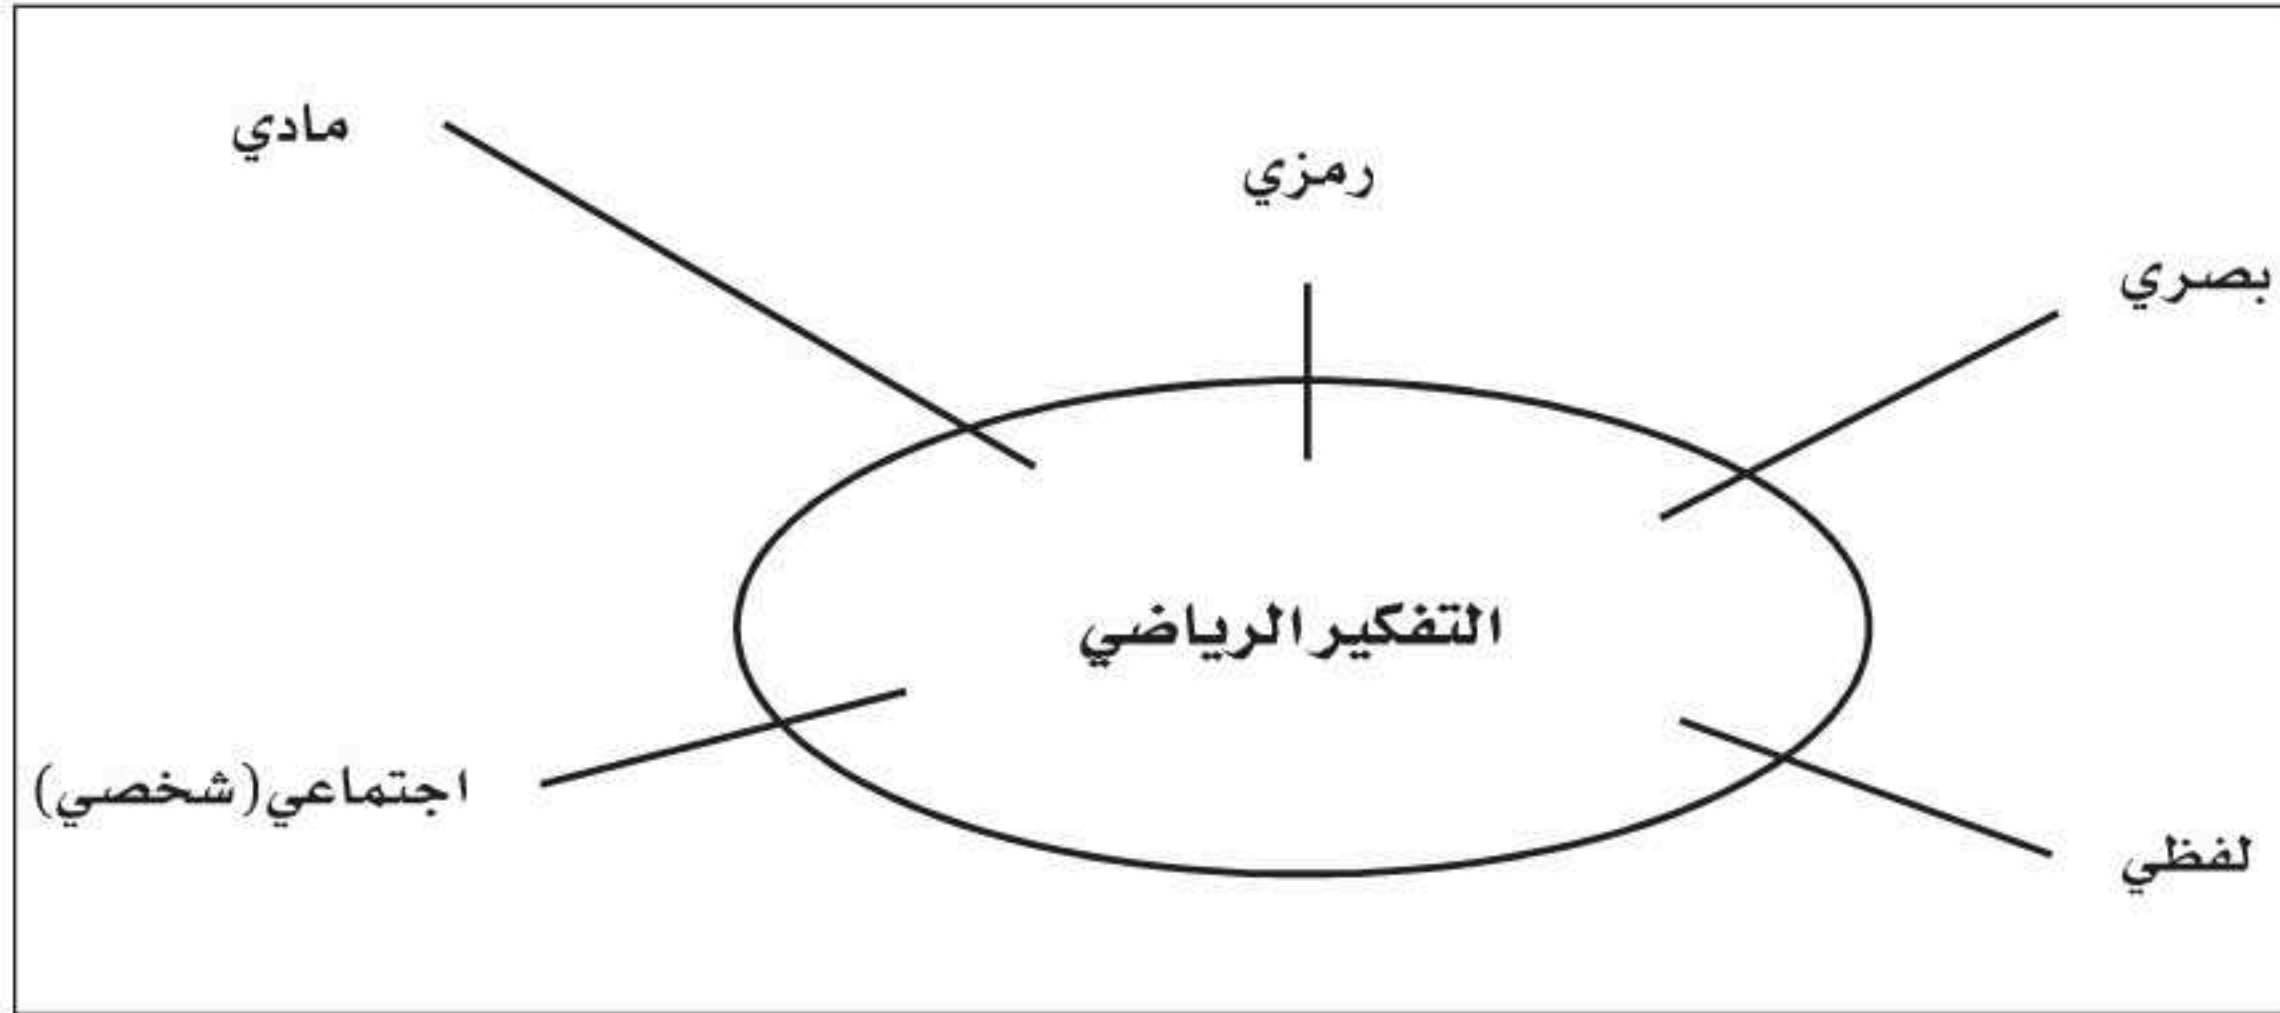 مادي
رمزي
بصري
التفكير الرياضي
اجتماعي (شخصي)
لفظي